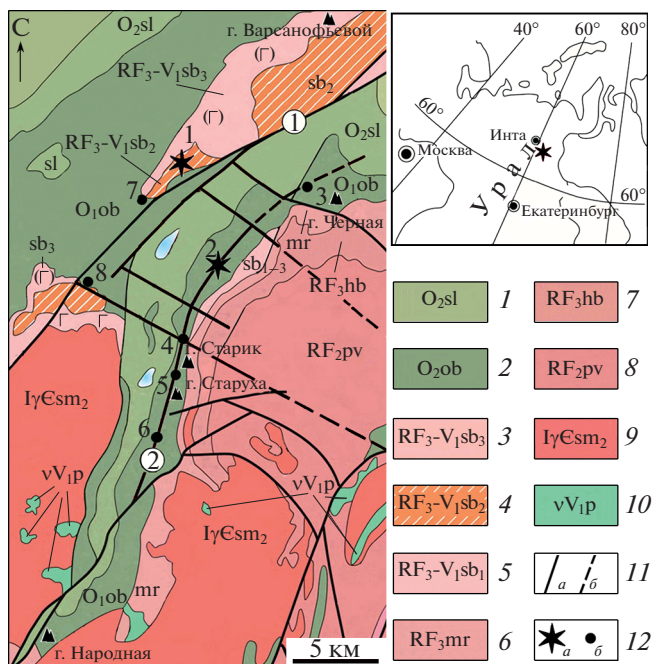 С
O₂sl
г. Варсанофьевой
(Г)
RF₃-V₁sb₃
sb₂
(Г)
1
O₂sl
RF₃-V₁sb₂
1
sl
7
3
O₁ob
O₁ob
г. Черная
mr
sb₃
2
sb₁₋₃
(Г)
8
RF₃hb
Г Г
4
г. Старик
RF₂pv
5
г. Старуха
IγЄsm₂
6
2
νV₁p
νV₁p
IγЄsm₂
O₁ob
mr
г. Народная
5 км
40° 60° 80°
60°
Инта
Москва
Урал
60°
Екатеринбург
O₂sl 1
O₂ob 2
RF₃-V₁sb₃ 3
RF₃-V₁sb₂ 4
RF₃-V₁sb₁ 5
RF₃mr 6
RF₃hb 7
RF₂pv 8
IγЄsm₂ 9
νV₁p 10
а б 11
а б 12